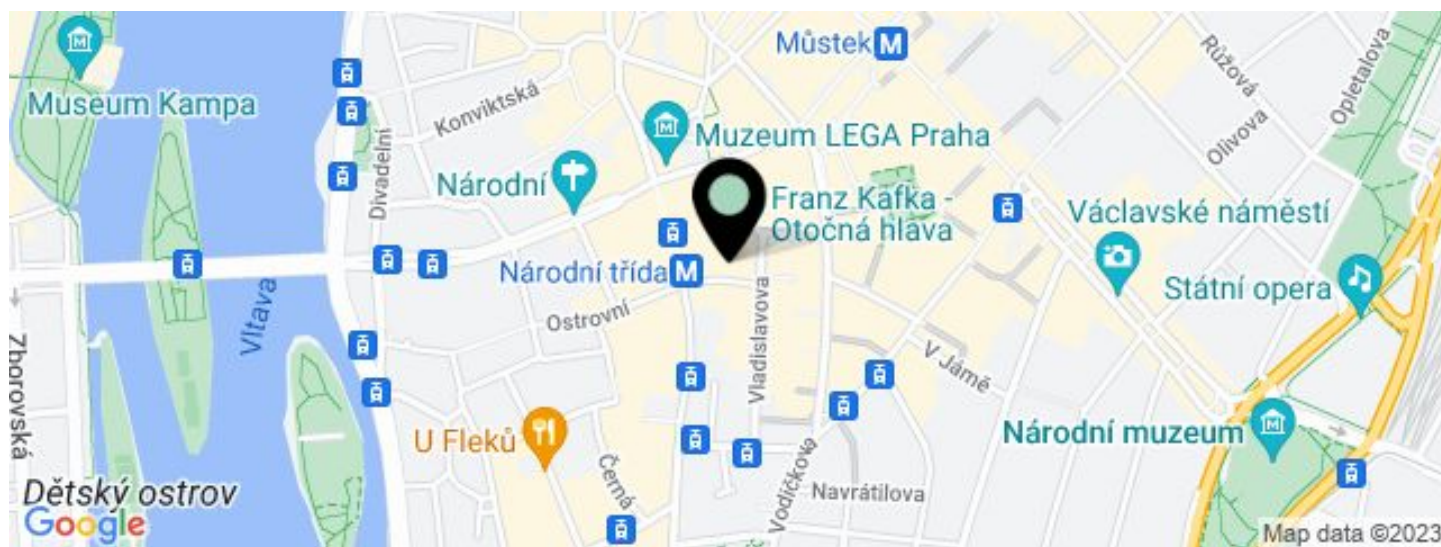 Můstek
M
Růžová
Opletalova
Museum Kampa
Konviktská
Olivova
Muzeum LEGA Praha
Divadelní
Národní
Franz Kafka -
Otočná hlava
Václavské náměstí
Národní třída
M
Státní opera
Vltava
Ostrovní
Vladislavova
V Jámě
Zborovská
U Fleků
Národní muzeum
Černá
Vodičkova
Navrátilova
Dětský ostrov
Google
Map data ©2023